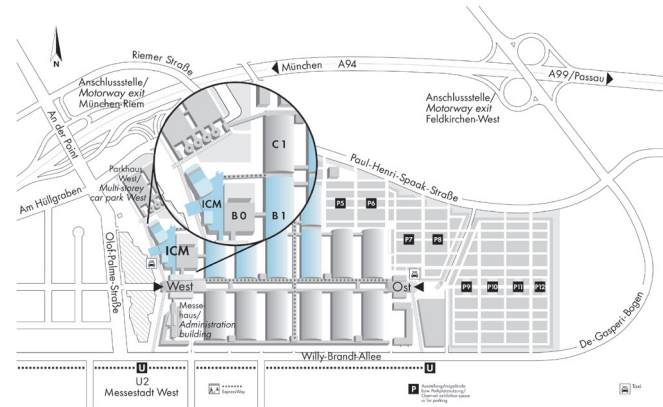 N
Riemer Straße
München
A94
A99/Passau
Anschlussstelle/
Motorway exit
München-Riem
Anschlussstelle/
Motorway exit
Feldkirchen-West
An der Point
Am Hüllgraben
Parkhaus
West/
Multi-storey
car park West
Paul-Henri-Spaak-Straße
C 1
ICM
B 0
B 1
P5
P6
P7
P8
ICM
Olof-Palme-Straße
West
Ost
P9
P10
P11
P12
Messe-
haus/
Administration
building
De-Gasperi-Bogen
Willy-Brandt-Allee
U
U
U2
Messestadt West
ExpressWay
P
Ausstellungsfreigelände
bzw. Parkplatznutzung/
Open-air exhibition space
or for parking
Taxi